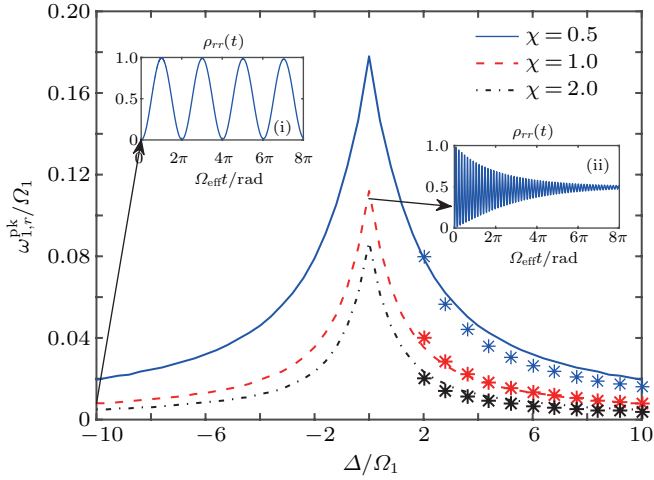 0.20
0.16
0.12
0.08
0.04
0
ω^pk_1,r/Ω_1
−10
−6
−2
2
6
10
Δ/Ω_1
χ = 0.5
χ = 1.0
χ = 2.0
ρ_rr(t)
1.0
0.5
0
(i)
0
2π
4π
6π
8π
Ω_eff t/rad
ρ_rr(t)
1.0
0.5
0
(ii)
0
2π
4π
6π
8π
Ω_eff t/rad